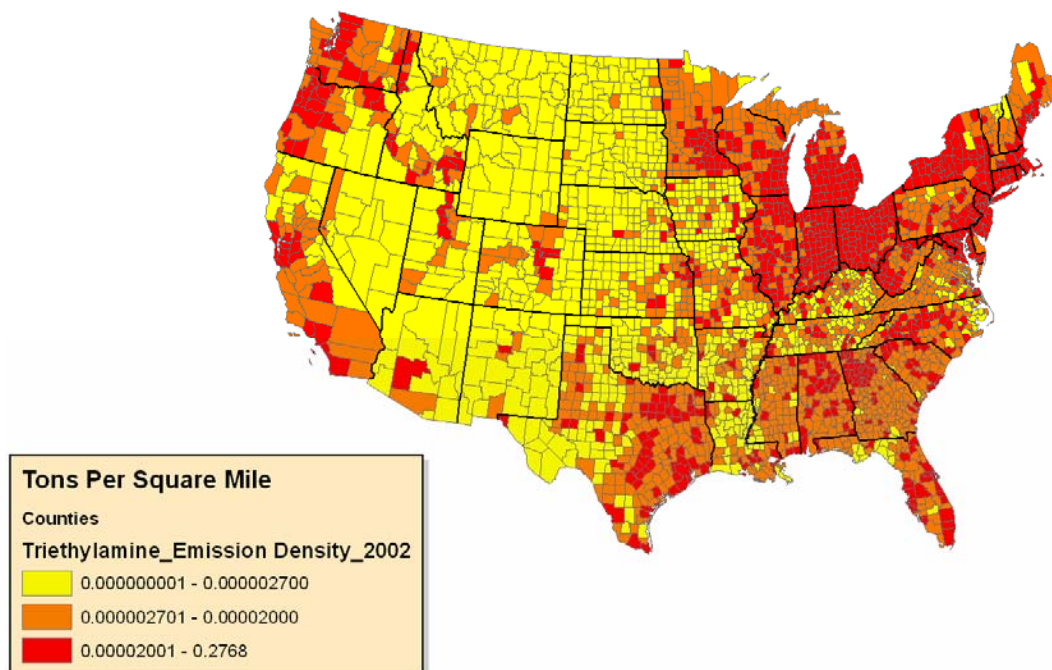 Tons Per Square Mile
Counties
Triethylamine_Emission Density_2002
0.000000001 - 0.000002700
0.000002701 - 0.00002000
0.00002001 - 0.2768